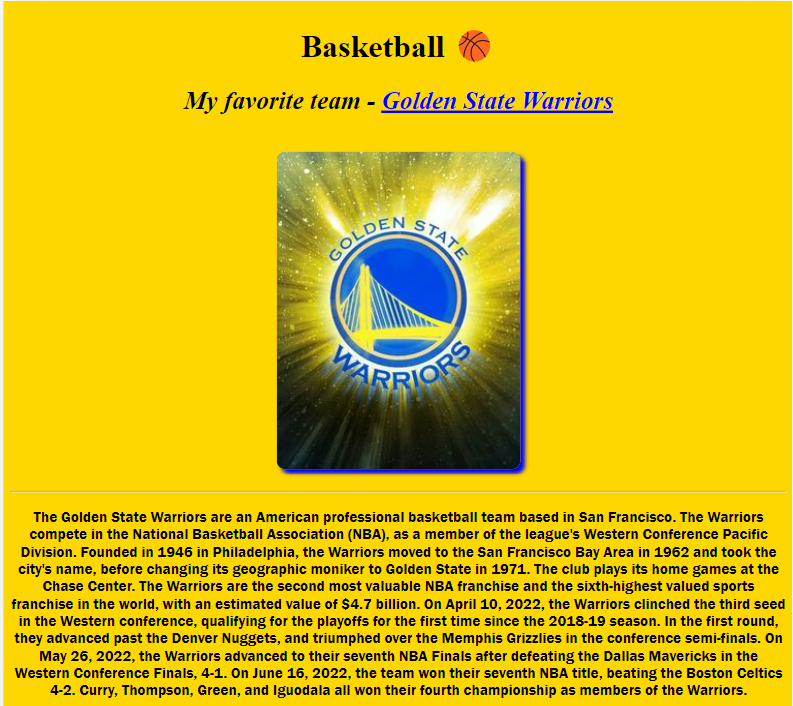 Basketball 🏀
My favorite team - Golden State Warriors
GOLDEN STATE
WARRIORS
The Golden State Warriors are an American professional basketball team based in San Francisco. The Warriors
compete in the National Basketball Association (NBA), as a member of the league's Western Conference Pacific
Division. Founded in 1946 in Philadelphia, the Warriors moved to the San Francisco Bay Area in 1962 and took the
city's name, before changing its geographic moniker to Golden State in 1971. The club plays its home games at the
Chase Center. The Warriors are the second most valuable NBA franchise and the sixth-highest valued sports
franchise in the world, with an estimated value of $4.7 billion. On April 10, 2022, the Warriors clinched the third seed
in the Western conference, qualifying for the playoffs for the first time since the 2018-19 season. In the first round,
they advanced past the Denver Nuggets, and triumphed over the Memphis Grizzlies in the conference semi-finals. On
May 26, 2022, the Warriors advanced to their seventh NBA Finals after defeating the Dallas Mavericks in the
Western Conference Finals, 4-1. On June 16, 2022, the team won their seventh NBA title, beating the Boston Celtics
4-2. Curry, Thompson, Green, and Iguodala all won their fourth championship as members of the Warriors.